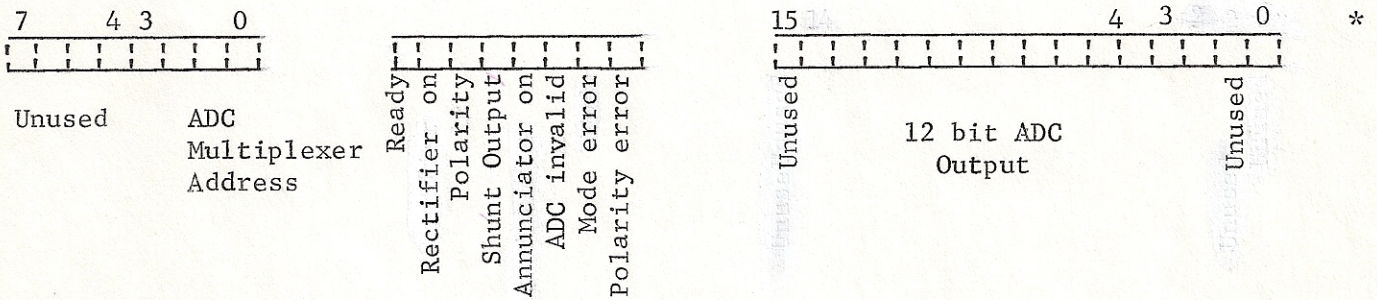 7 4 3 0
15 4 3 0 *
Unused
ADC
Multiplexer
Address
Ready
Rectifier on
Polarity
Shunt Output
Annunciator on
ADC invalid
Mode error
Polarity error
Unused
12 bit ADC
Output
Unused